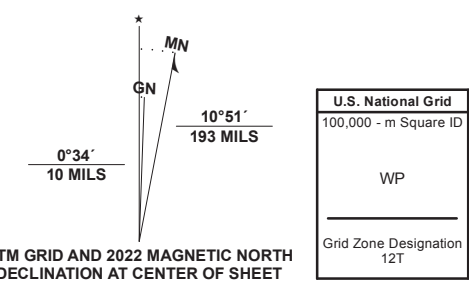 ★
MN
GN
0°34´
10 MILS
10°51´
193 MILS
TM GRID AND 2022 MAGNETIC NORTH
DECLINATION AT CENTER OF SHEET
U.S. National Grid
100,000 - m Square ID
WP
Grid Zone Designation
12T